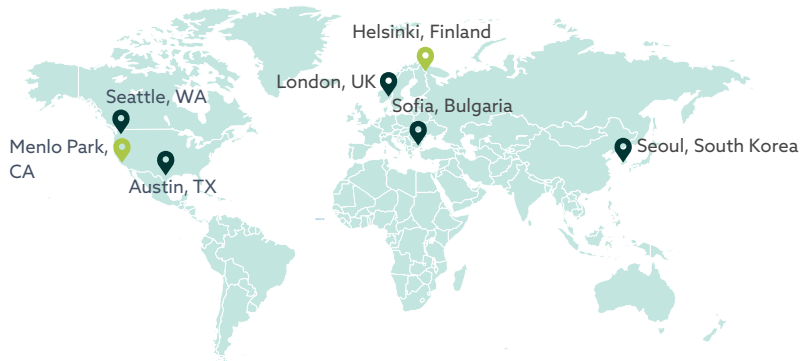 Helsinki, Finland
London, UK
Seattle, WA
Sofia, Bulgaria
Menlo Park,
CA
Seoul, South Korea
Austin, TX